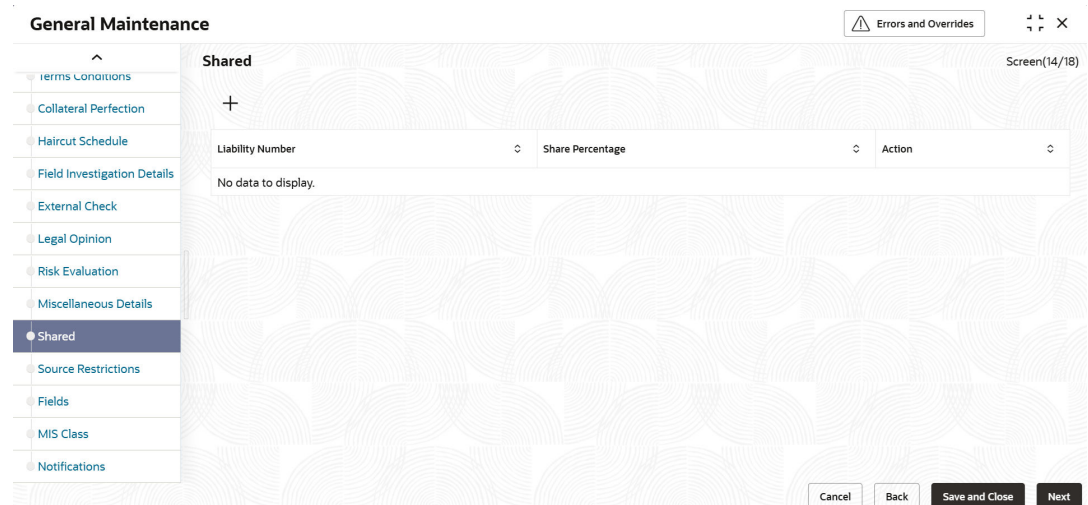 General Maintenance
Errors and Overrides
Terms Conditions
Collateral Perfection
Haircut Schedule
Field Investigation Details
External Check
Legal Opinion
Risk Evaluation
Miscellaneous Details
Shared
Source Restrictions
Fields
MIS Class
Notifications
Shared
Screen(14/18)
Liability Number Share Percentage Action
No data to display.
Cancel Back Save and Close Next